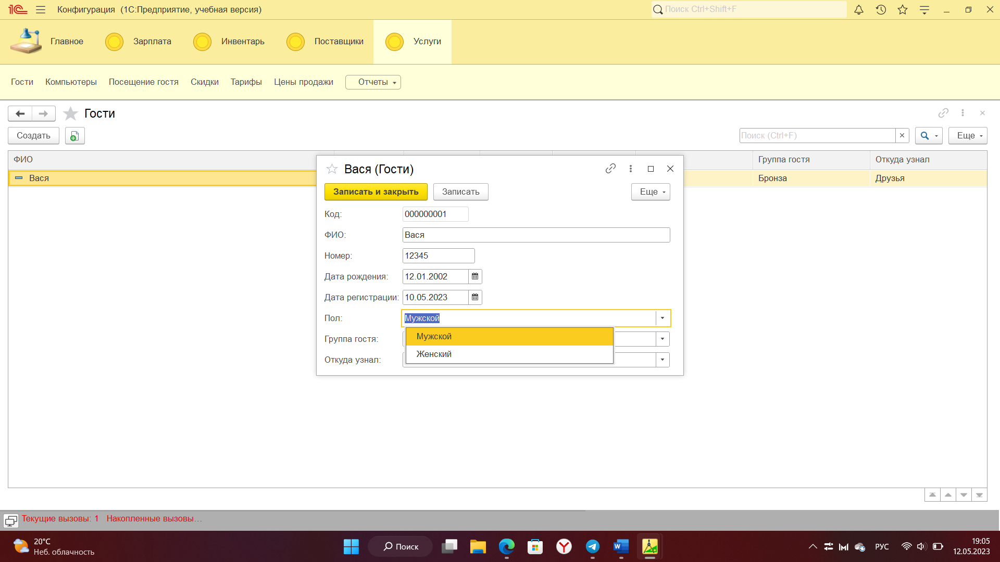 Конфигурация (1С:Предприятие, учебная версия)
Поиск Ctrl+Shift+F
Главное
Зарплата
Инвентарь
Поставщики
Услуги
Гости
Компьютеры
Посещение гостя
Скидки
Тарифы
Цены продажи
Отчеты
Гости
Создать
Поиск (Ctrl+F)
Еще
ФИО
Группа гостя
Откуда узнал
Вася
Бронза
Друзья
Вася (Гости)
Записать и закрыть
Записать
Еще
Код:
000000001
ФИО:
Вася
Номер:
12345
Дата рождения:
12.01.2002
Дата регистрации:
10.05.2023
Пол:
Мужской
Мужской
Женский
Группа гостя:
Откуда узнал:
Текущие вызовы: 1 Накопленные вызовы…
20°C
Неб. облачность
Поиск
РУС
19:05
12.05.2023